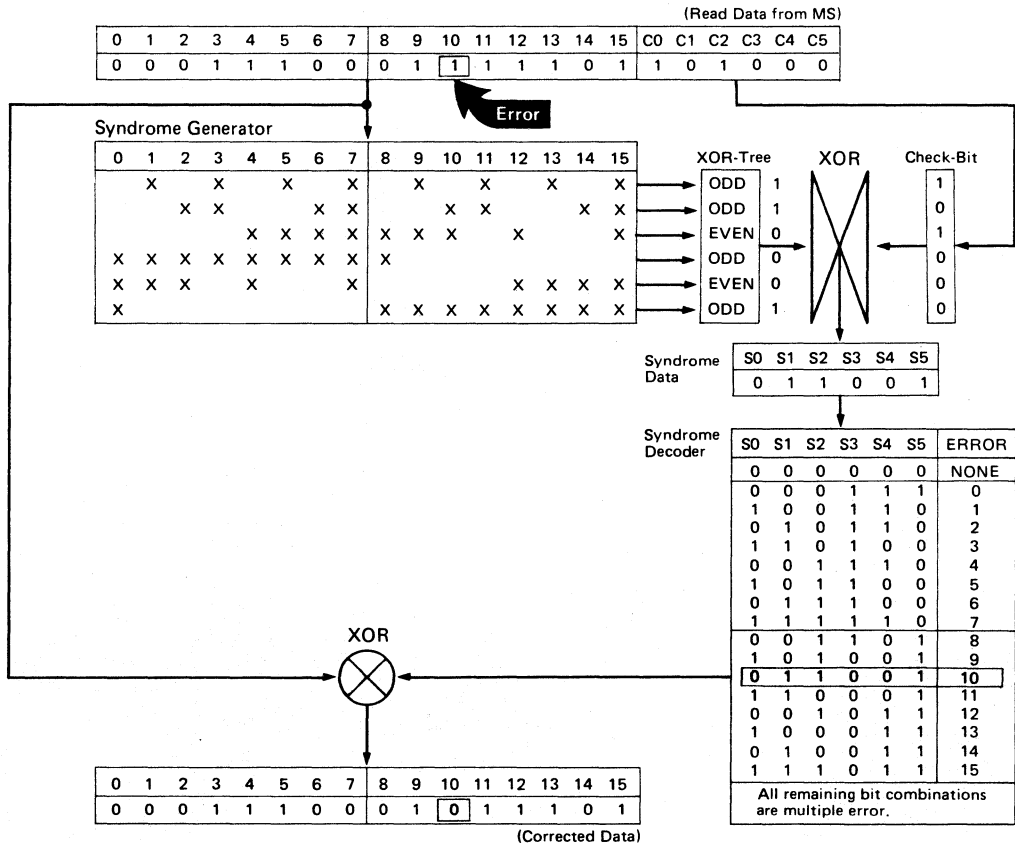 (Read Data from MS)
0 1 2 3 4 5 6 7 8 9 10 11 12 13 14 15 C0 C1 C2 C3 C4 C5
0 0 0 1 1 1 0 0 0 1 1 1 1 1 0 1 1 0 1 0 0 0
Error
Syndrome Generator
0 1 2 3 4 5 6 7 8 9 10 11 12 13 14 15
XOR-Tree XOR Check-Bit
X X X X X X X X ODD 1 1
X X X X X X X X ODD 1 0
X X X X X X X X X EVEN 0 1
X X X X X X X X X ODD 0 0
X X X X X X X X X EVEN 0 0
X X X X X X X X X ODD 1 0
Syndrome Data
S0 S1 S2 S3 S4 S5
0 1 1 0 0 1
Syndrome Decoder
S0 S1 S2 S3 S4 S5 ERROR
0 0 0 0 0 0 NONE
0 0 0 1 1 1 0
1 0 0 1 1 0 1
0 1 0 1 1 0 2
1 1 0 1 0 0 3
0 0 1 1 1 0 4
1 0 1 1 0 0 5
0 1 1 1 0 0 6
1 1 1 1 1 0 7
0 0 1 1 0 1 8
1 0 1 0 0 1 9
0 1 1 0 0 1 10
1 1 0 0 0 1 11
0 0 1 0 1 1 12
1 0 0 0 1 1 13
0 1 0 0 1 1 14
1 1 1 0 1 1 15
All remaining bit combinations
are multiple error.
XOR
0 1 2 3 4 5 6 7 8 9 10 11 12 13 14 15
0 0 0 1 1 1 0 0 0 1 0 1 1 1 0 1
(Corrected Data)